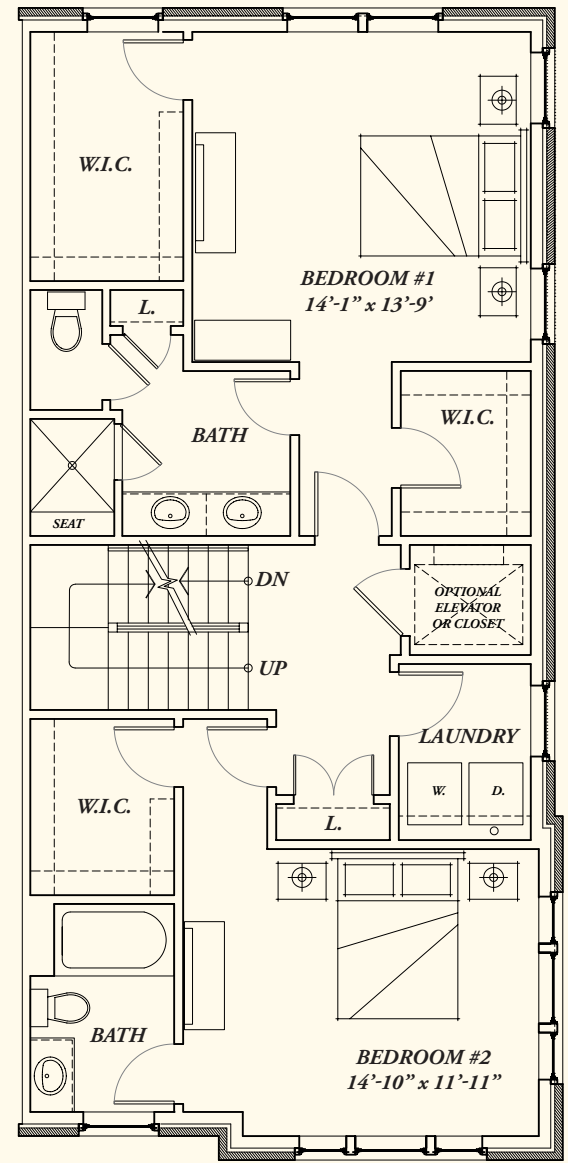 W.I.C.
BEDROOM #1
14'-1" x 13'-9'
L.
BATH
W.I.C.
SEAT
DN
OPTIONAL
ELEVATOR
OR CLOSET
UP
LAUNDRY
W.
D.
W.I.C.
L.
BATH
BEDROOM #2
14'-10" x 11'-11"